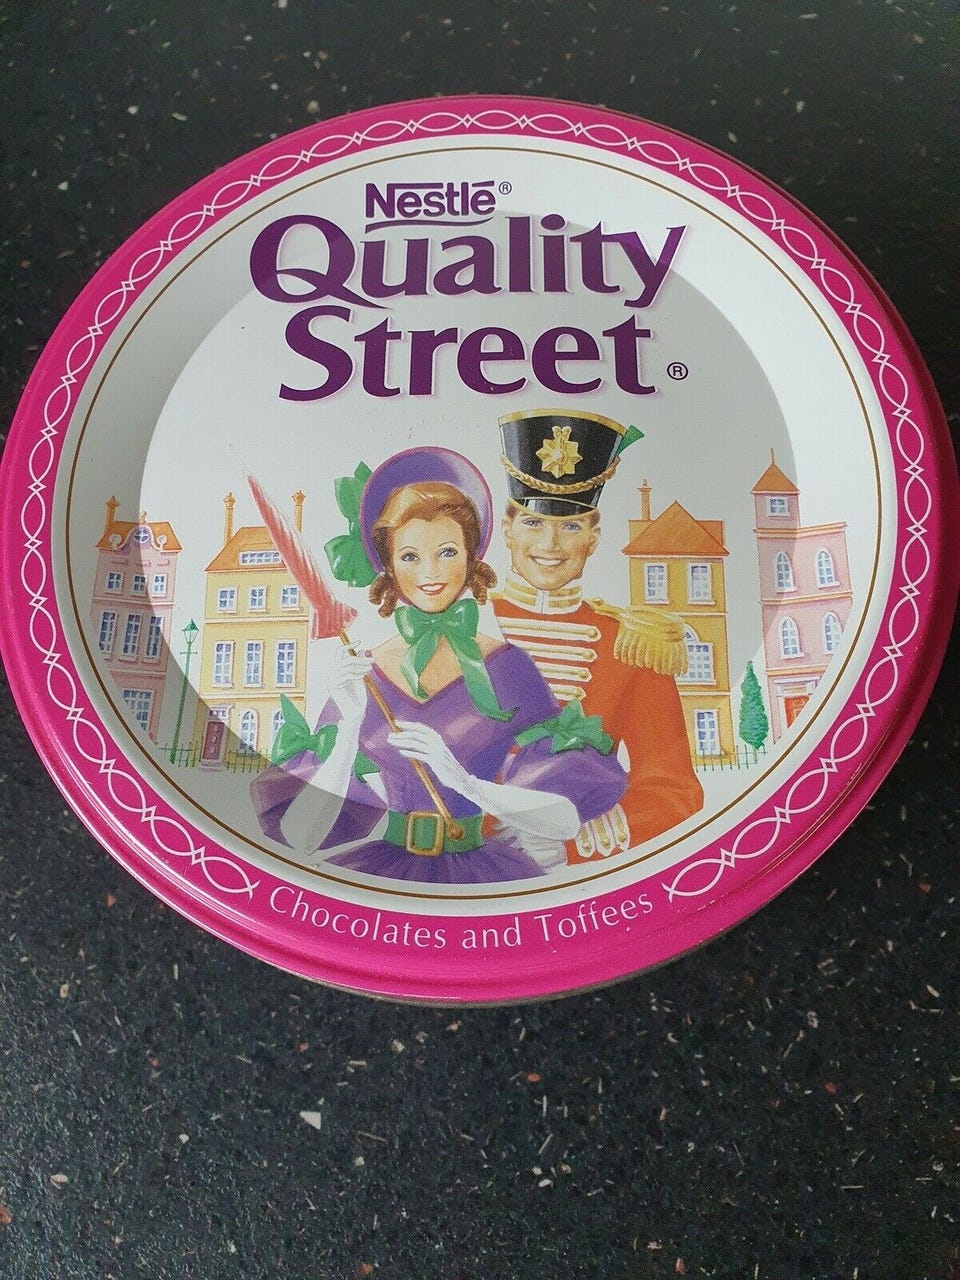 Nestlé®
Quality
Street®
Chocolates and Toffees